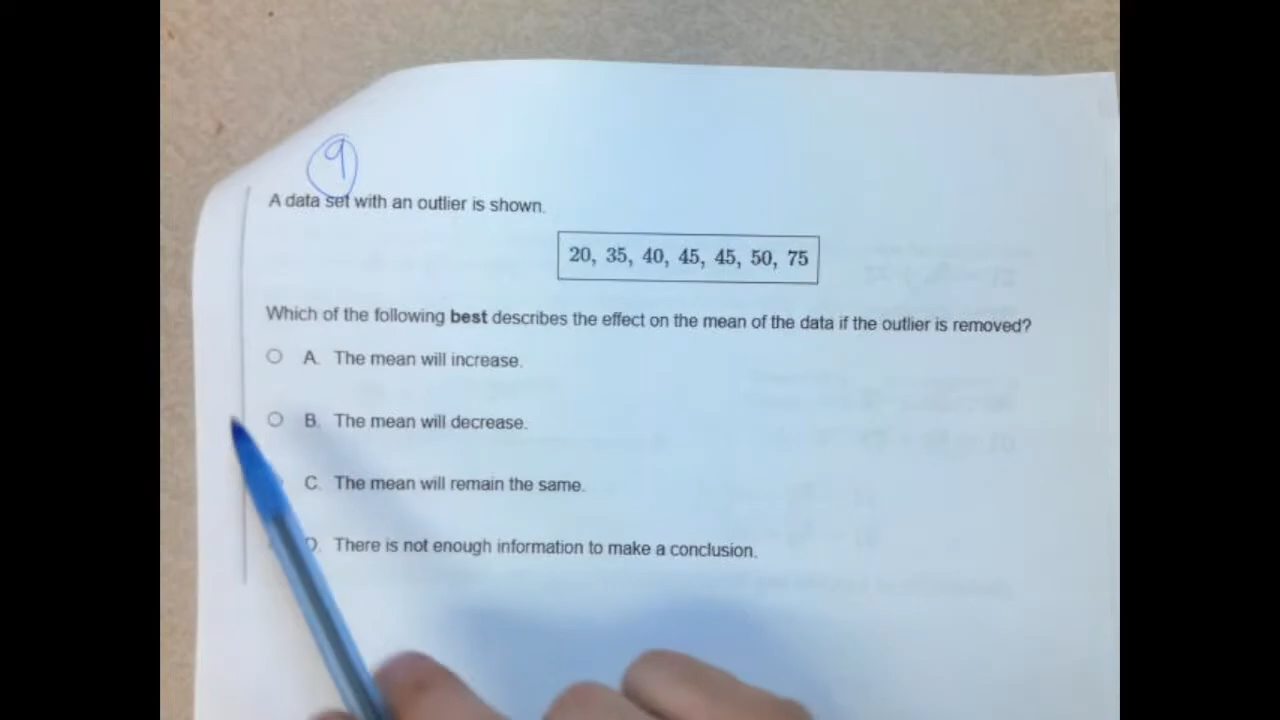 9
A data set with an outlier is shown.
20, 35, 40, 45, 45, 50, 75
Which of the following best describes the effect on the mean of the data if the outlier is removed?
A. The mean will increase.
B. The mean will decrease.
C. The mean will remain the same.
D. There is not enough information to make a conclusion.